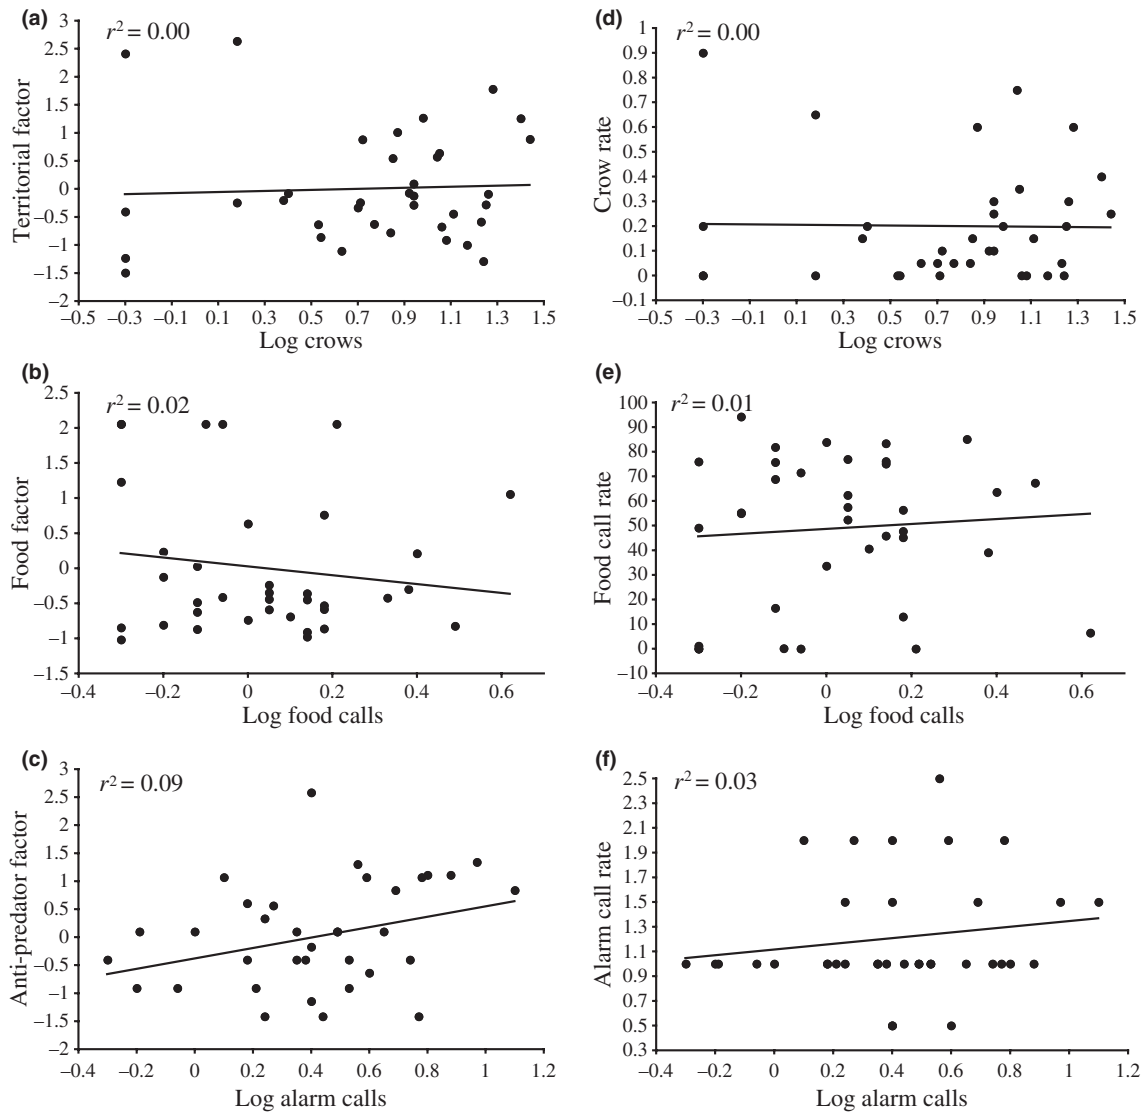 (a)
r² = 0.00
3
2.5
2
1.5
1
0.5
0
–0.5
–1
–1.5
–2
Territorial factor
–0.5 –0.3 –0.1 0.1 0.3 0.5 0.7 0.9 1.1 1.3 1.5
Log crows
(d)
r² = 0.00
1
0.9
0.8
0.7
0.6
0.5
0.4
0.3
0.2
0.1
0
–0.1
Crow rate
–0.5 –0.3 0.1 0.1 0.3 0.5 0.7 0.9 1.1 1.3 1.5
Log crows
(b)
r² = 0.02
2.5
2
1.5
1
0.5
0
–0.5
–1
–1.5
Food factor
–0.4 –0.2 0 0.2 0.4 0.6
Log food calls
(e)
r² = 0.01
100
90
80
70
60
50
40
30
20
10
0
–10
Food call rate
–0.4 –0.2 0 0.2 0.4 0.6
Log food calls
(c)
r² = 0.09
3
2.5
2
1.5
1
0.5
0
–0.5
–1
–1.5
–2
Anti-predator factor
–0.4 –0.2 0 0.2 0.4 0.6 0.8 1 1.2
Log alarm calls
(f)
r² = 0.03
2.5
2.3
2.1
1.9
1.7
1.5
1.3
1.1
0.9
0.7
0.5
0.3
Alarm call rate
–0.4 –0.2 0 0.2 0.4 0.6 0.8 1.0 1.2
Log alarm calls